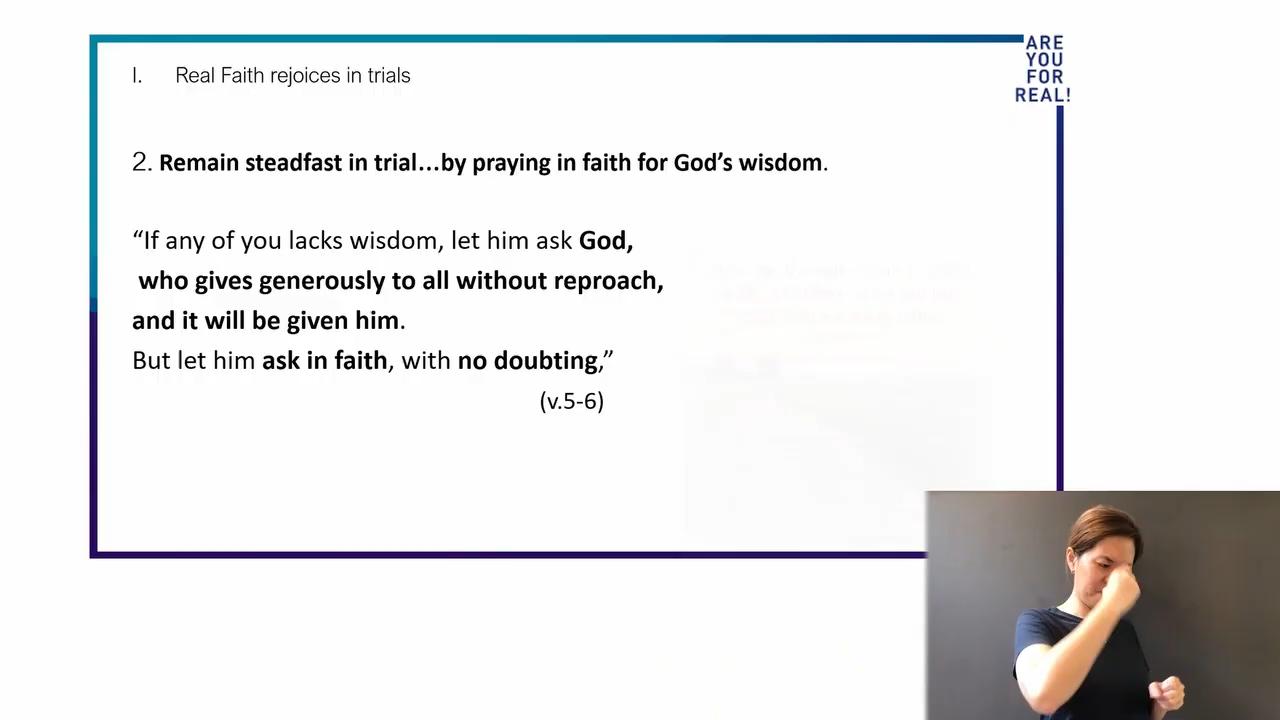 ARE
YOU
FOR
REAL!
I. Real Faith rejoices in trials
2. Remain steadfast in trial...by praying in faith for God’s wisdom.
“If any of you lacks wisdom, let him ask God,
who gives generously to all without reproach,
and it will be given him.
But let him ask in faith, with no doubting,”
(v.5-6)